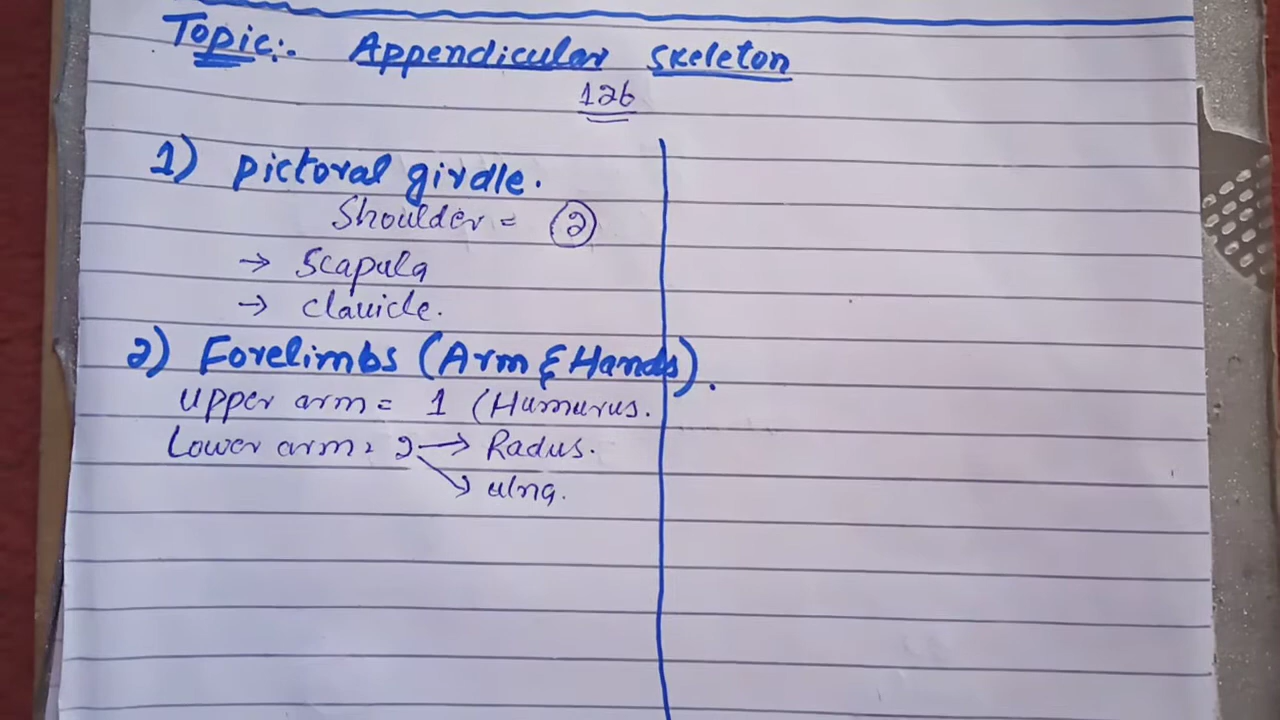 Topic:- Appendicular skeleton
126
1) pictoral girdle.
Shoulder = 2
→ Scapula
→ clavicle.
2) Forelimbs (Arm & Hands).
Upper arm = 1 (Humurus.
Lower arm = 2 → Radus.
→ ulna.